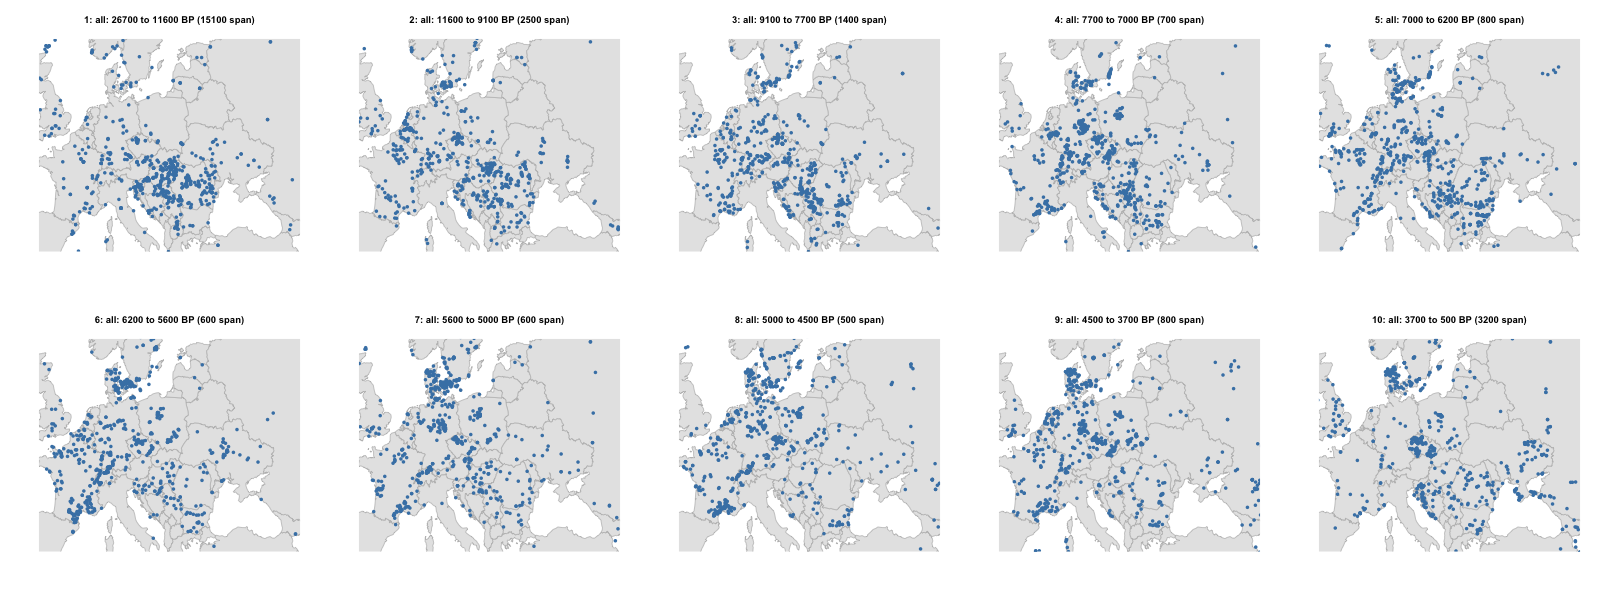 1: all: 26700 to 11600 BP (15100 span)
2: all: 11600 to 9100 BP (2500 span)
3: all: 9100 to 7700 BP (1400 span)
4: all: 7700 to 7000 BP (700 span)
5: all: 7000 to 6200 BP (800 span)
6: all: 6200 to 5600 BP (600 span)
7: all: 5600 to 5000 BP (600 span)
8: all: 5000 to 4500 BP (500 span)
9: all: 4500 to 3700 BP (800 span)
10: all: 3700 to 500 BP (3200 span)